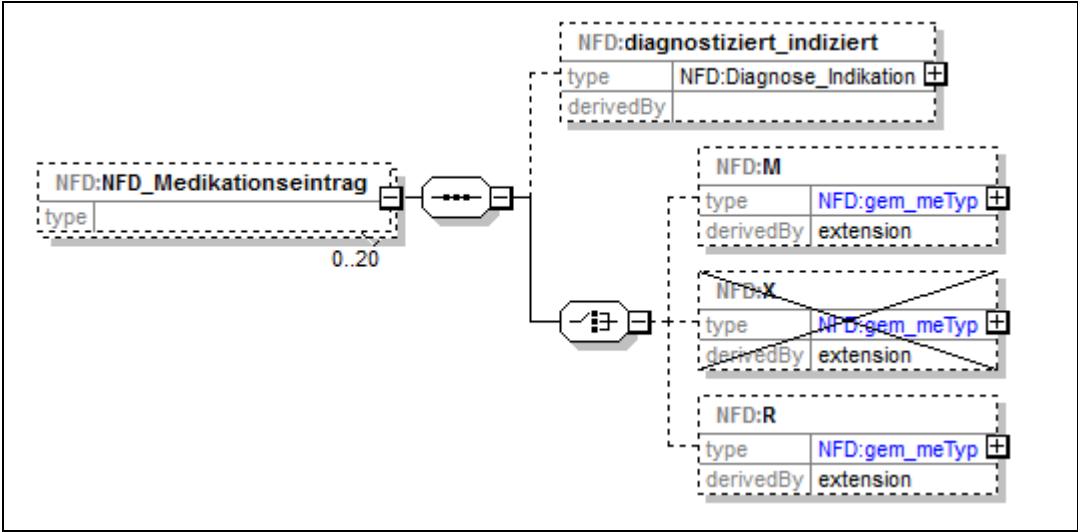 NFD:diagnostiziert_indiziert
type NFD:Diagnose_Indikation
derivedBy
NFD:NFD_Medikationseintrag
type
0..20
NFD:M
type NFD:gem_meTyp
derivedBy extension
NFD:X
type NFD:gem_meTyp
derivedBy extension
NFD:R
type NFD:gem_meTyp
derivedBy extension